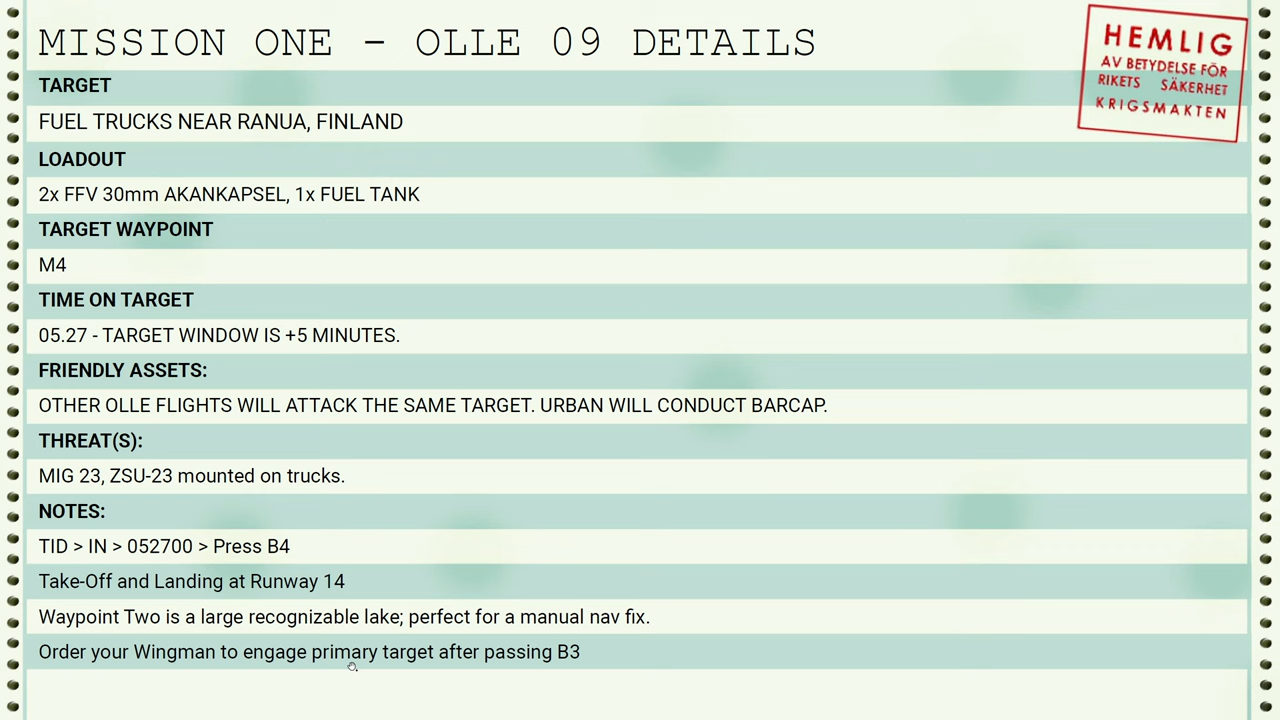 MISSION ONE - OLLE 09 DETAILS
HEMLIG
AV BETYDELSE FÖR
RIKETS SÄKERHET
KRIGSMAKTEN
TARGET
FUEL TRUCKS NEAR RANUA, FINLAND
LOADOUT
2x FFV 30mm AKANKAPSEL, 1x FUEL TANK
TARGET WAYPOINT
M4
TIME ON TARGET
05.27 - TARGET WINDOW IS +5 MINUTES.
FRIENDLY ASSETS:
OTHER OLLE FLIGHTS WILL ATTACK THE SAME TARGET. URBAN WILL CONDUCT BARCAP.
THREAT(S):
MIG 23, ZSU-23 mounted on trucks.
NOTES:
TID > IN > 052700 > Press B4
Take-Off and Landing at Runway 14
Waypoint Two is a large recognizable lake; perfect for a manual nav fix.
Order your Wingman to engage primary target after passing B3